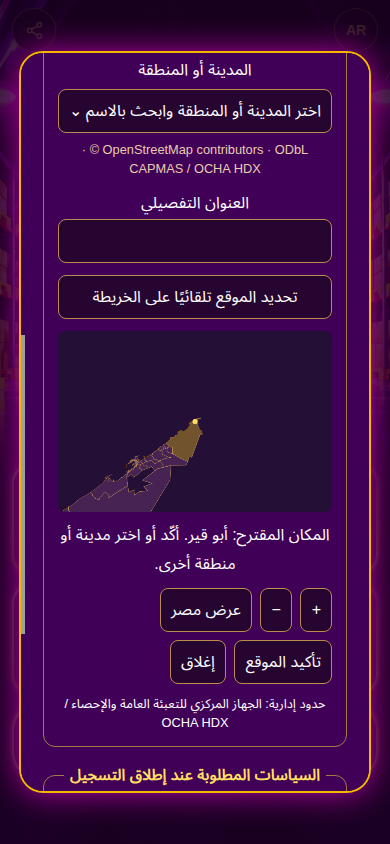 AR
المدينة أو المنطقة
اختر المدينة أو المنطقة وابحث بالاسم
© OpenStreetMap contributors · ODbL ·
CAPMAS / OCHA HDX
العنوان التفصيلي
تحديد الموقع تلقائيًا على الخريطة
المكان المقترح: أبو قير. أكّد أو اختر مدينة أو
منطقة أخرى.
+
−
عرض مصر
تأكيد الموقع
إغلاق
حدود إدارية: الجهاز المركزي للتعبئة العامة والإحصاء /
OCHA HDX
السياسات المطلوبة عند إطلاق التسجيل